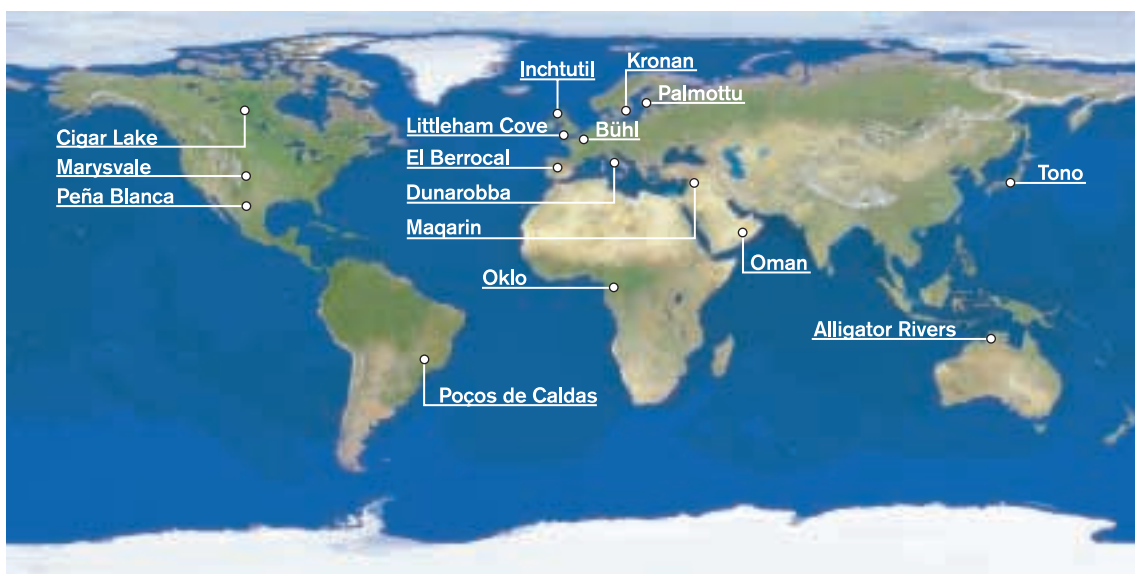 Kronan
Inchtutil
Palmottu
Cigar Lake
Littleham Cove
Bühl
Marysvale
El Berrocal
Tono
Peña Blanca
Dunarobba
Maqarin
Oman
Oklo
Alligator Rivers
Poços de Caldas